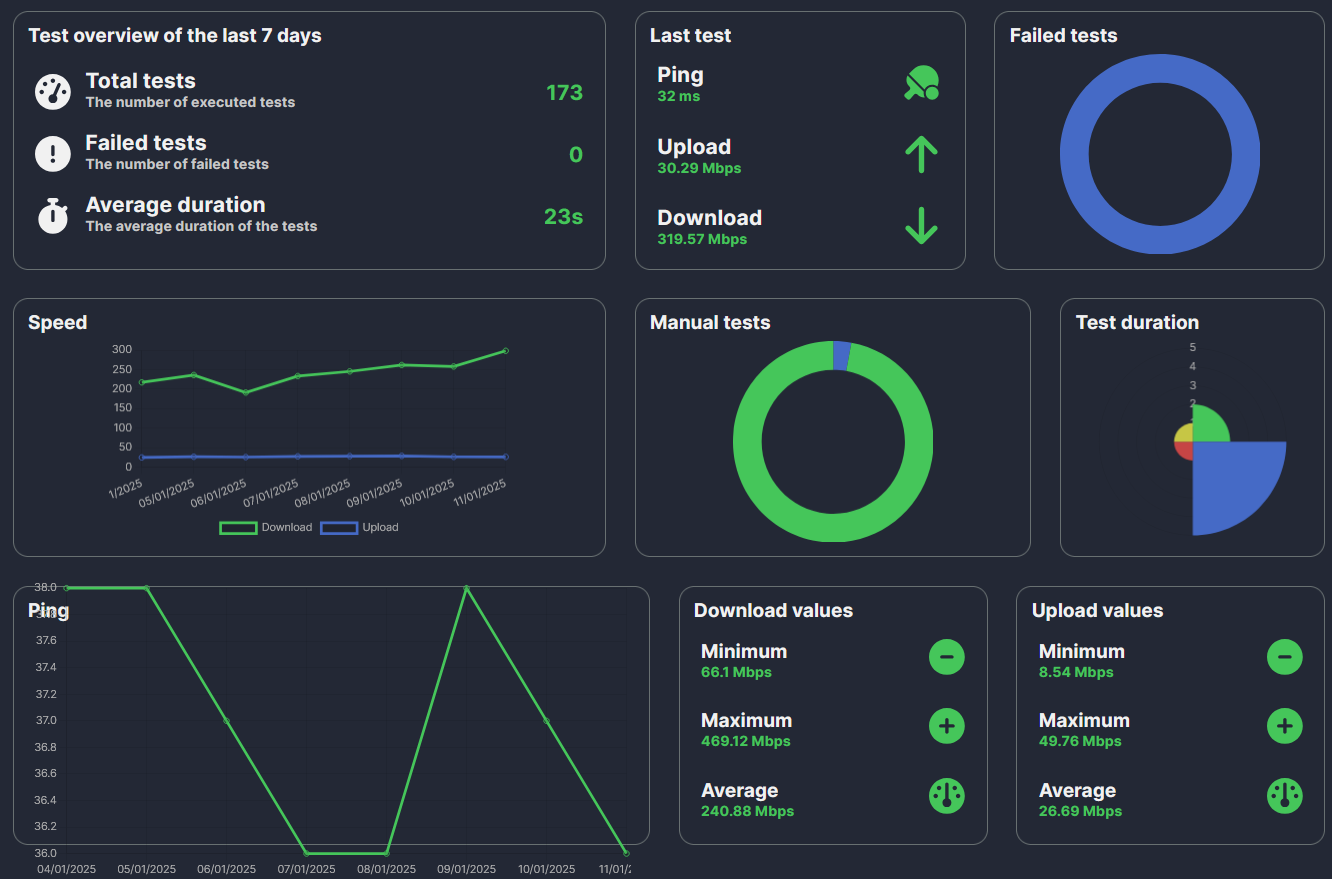 Test overview of the last 7 days
Total tests
The number of executed tests
173
Failed tests
The number of failed tests
0
Average duration
The average duration of the tests
23s
Last test
Ping
32 ms
Upload
30.29 Mbps
Download
319.57 Mbps
Failed tests
Speed
300
250
200
150
100
50
0
1/2025
05/01/2025
06/01/2025
07/01/2025
08/01/2025
09/01/2025
10/01/2025
11/01/2025
Download
Upload
Manual tests
Test duration
5
4
3
2
Ping
38.0
37.6
37.4
37.2
37.0
36.8
36.6
36.4
36.2
36.0
04/01/2025
05/01/2025
06/01/2025
07/01/2025
08/01/2025
09/01/2025
10/01/2025
11/01/2
Download values
Minimum
66.1 Mbps
Maximum
469.12 Mbps
Average
240.88 Mbps
Upload values
Minimum
8.54 Mbps
Maximum
49.76 Mbps
Average
26.69 Mbps